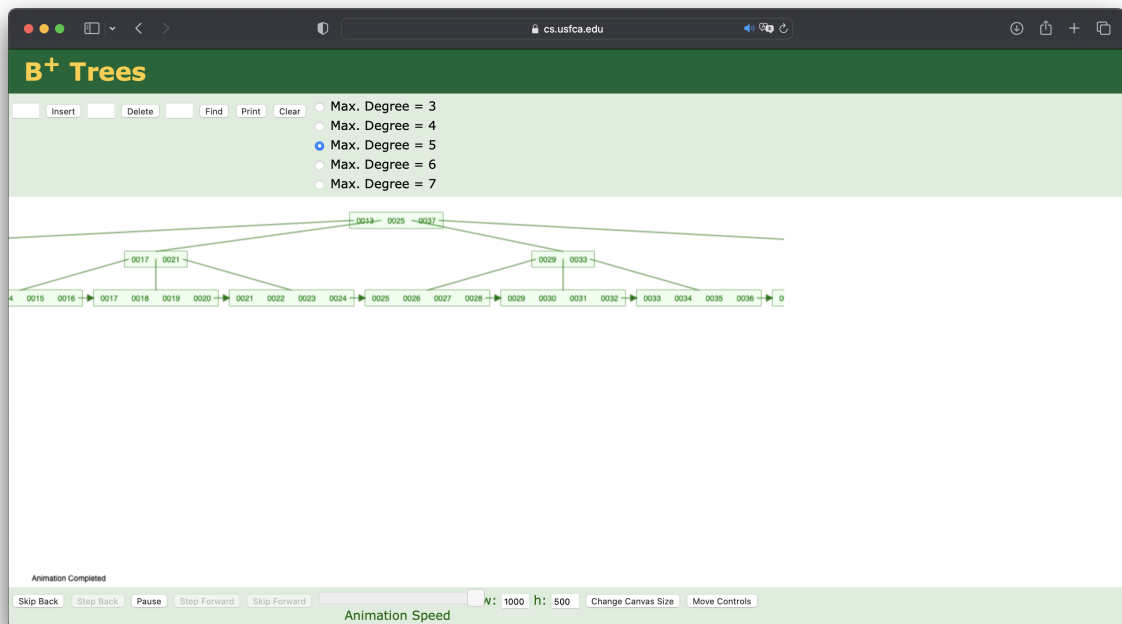 cs.usfca.edu
B+ Trees
Insert Delete Find Print Clear
Max. Degree = 3
Max. Degree = 4
Max. Degree = 5
Max. Degree = 6
Max. Degree = 7
0013 0025 0037
0017 0021 0029 0033
4 0015 0016 0017 0018 0019 0020 0021 0022 0023 0024 0025 0026 0027 0028 0029 0030 0031 0032 0033 0034 0035 0036 0
Animation Completed
Skip Back Step Back Pause Step Forward Skip Forward w: 1000 h: 500 Change Canvas Size Move Controls
Animation Speed